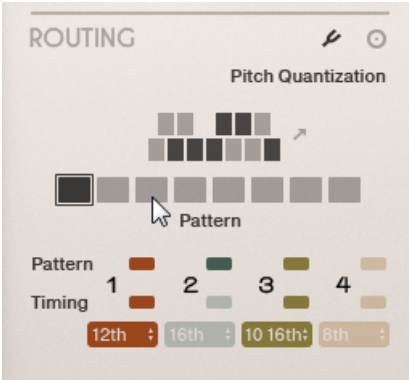 ROUTING
Pitch Quantization
Pattern
Pattern
1 2 3 4
Timing
12th 16th 10 16th 8th